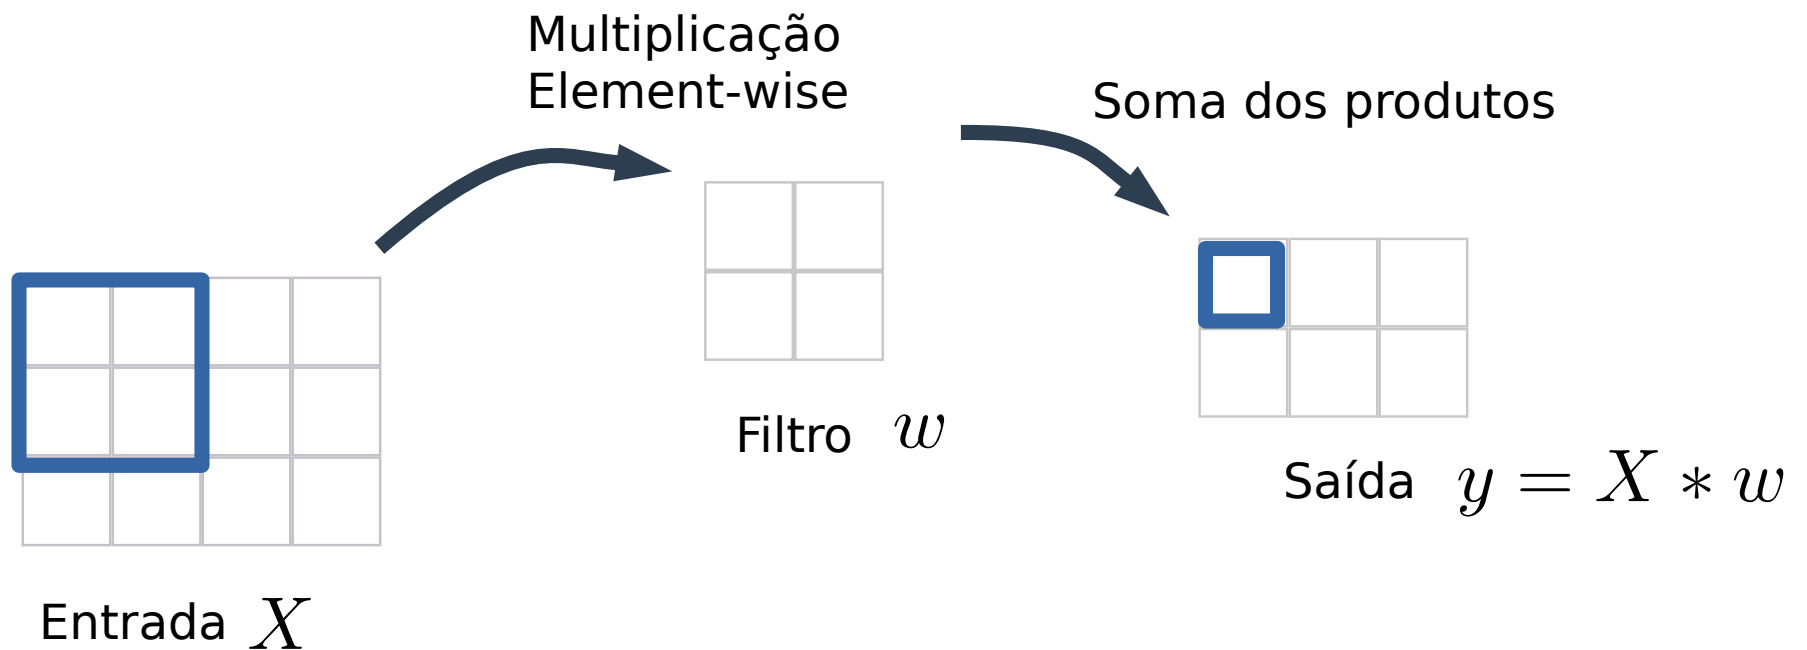 Multiplicação
Element-wise
Soma dos produtos
Filtro w
Saída y = X * w
Entrada X